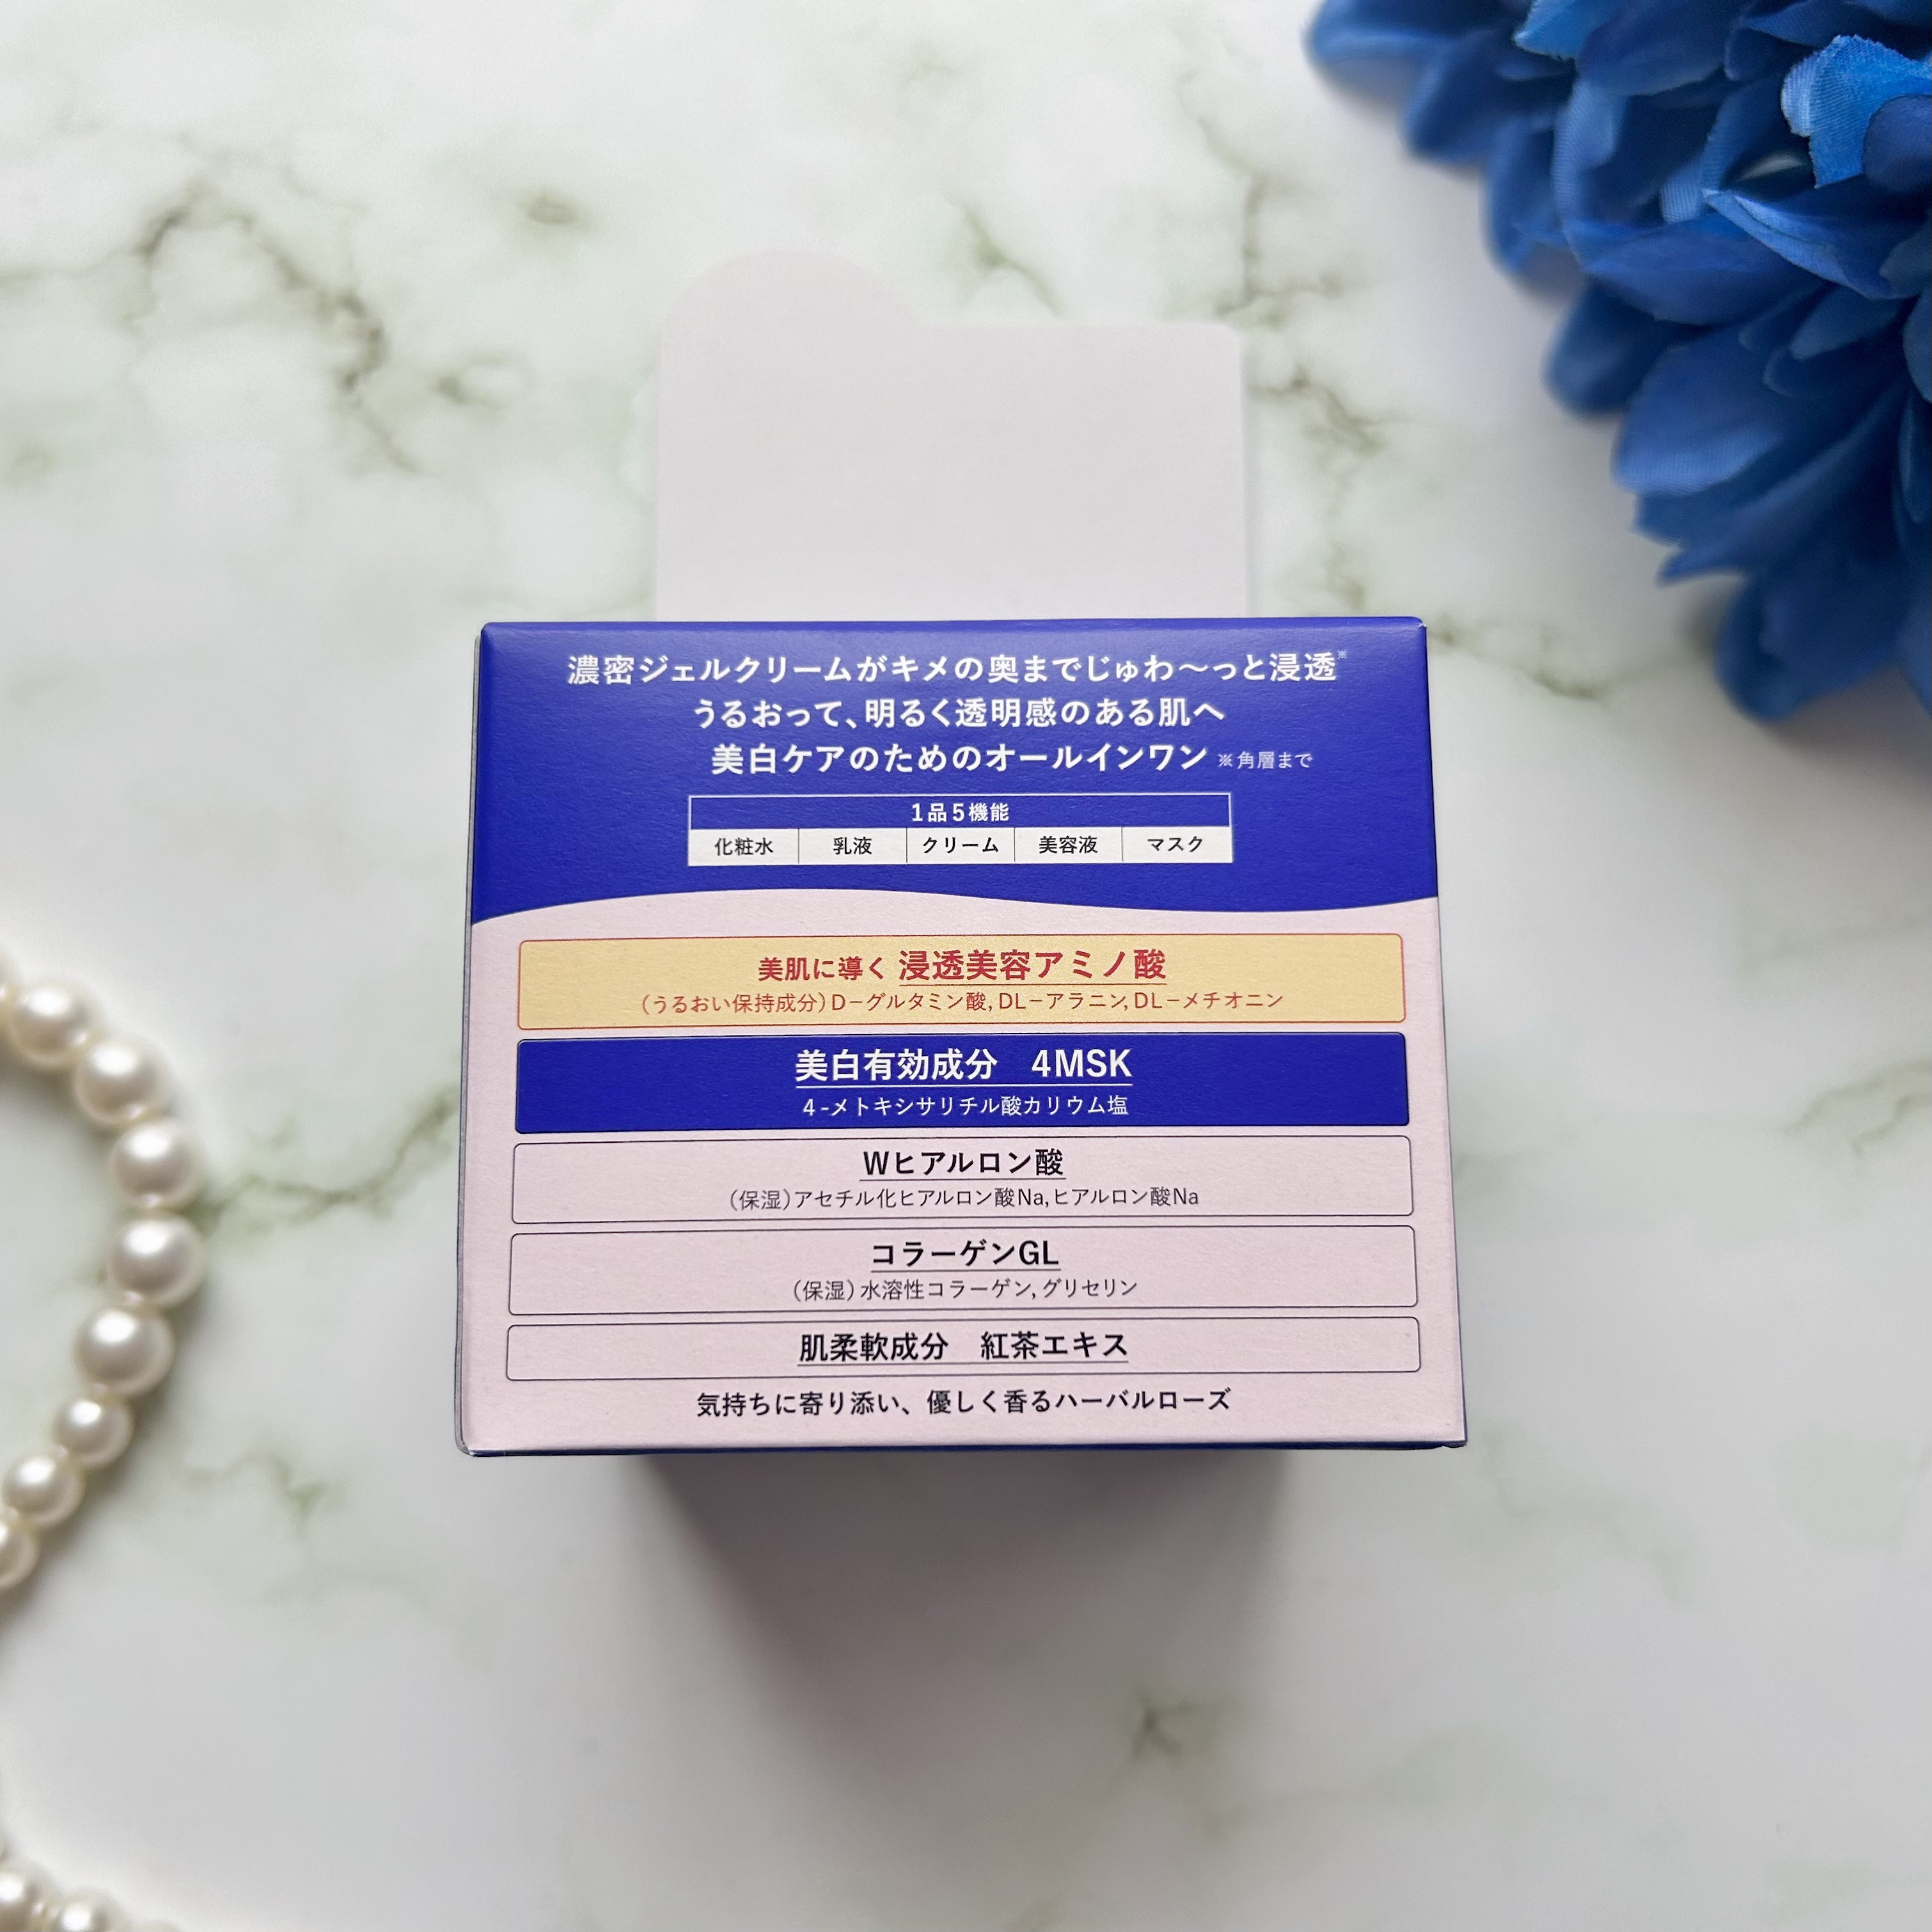 濃密ジェルクリームがキメの奥までじゅわ～っと浸透※
うるおって、明るく透明感のある肌へ
美白ケアのためのオールインワン ※角層まで
1品5機能
化粧水 乳液 クリーム 美容液 マスク
美肌に導く 浸透美容アミノ酸
（うるおい保持成分）D－グルタミン酸, DL－アラニン, DL－メチオニン
美白有効成分　4MSK
4-メトキシサリチル酸カリウム塩
Wヒアルロン酸
（保湿）アセチル化ヒアルロン酸Na,ヒアルロン酸Na
コラーゲンGL
（保湿）水溶性コラーゲン,グリセリン
肌柔軟成分　紅茶エキス
気持ちに寄り添い、優しく香るハーバルローズ